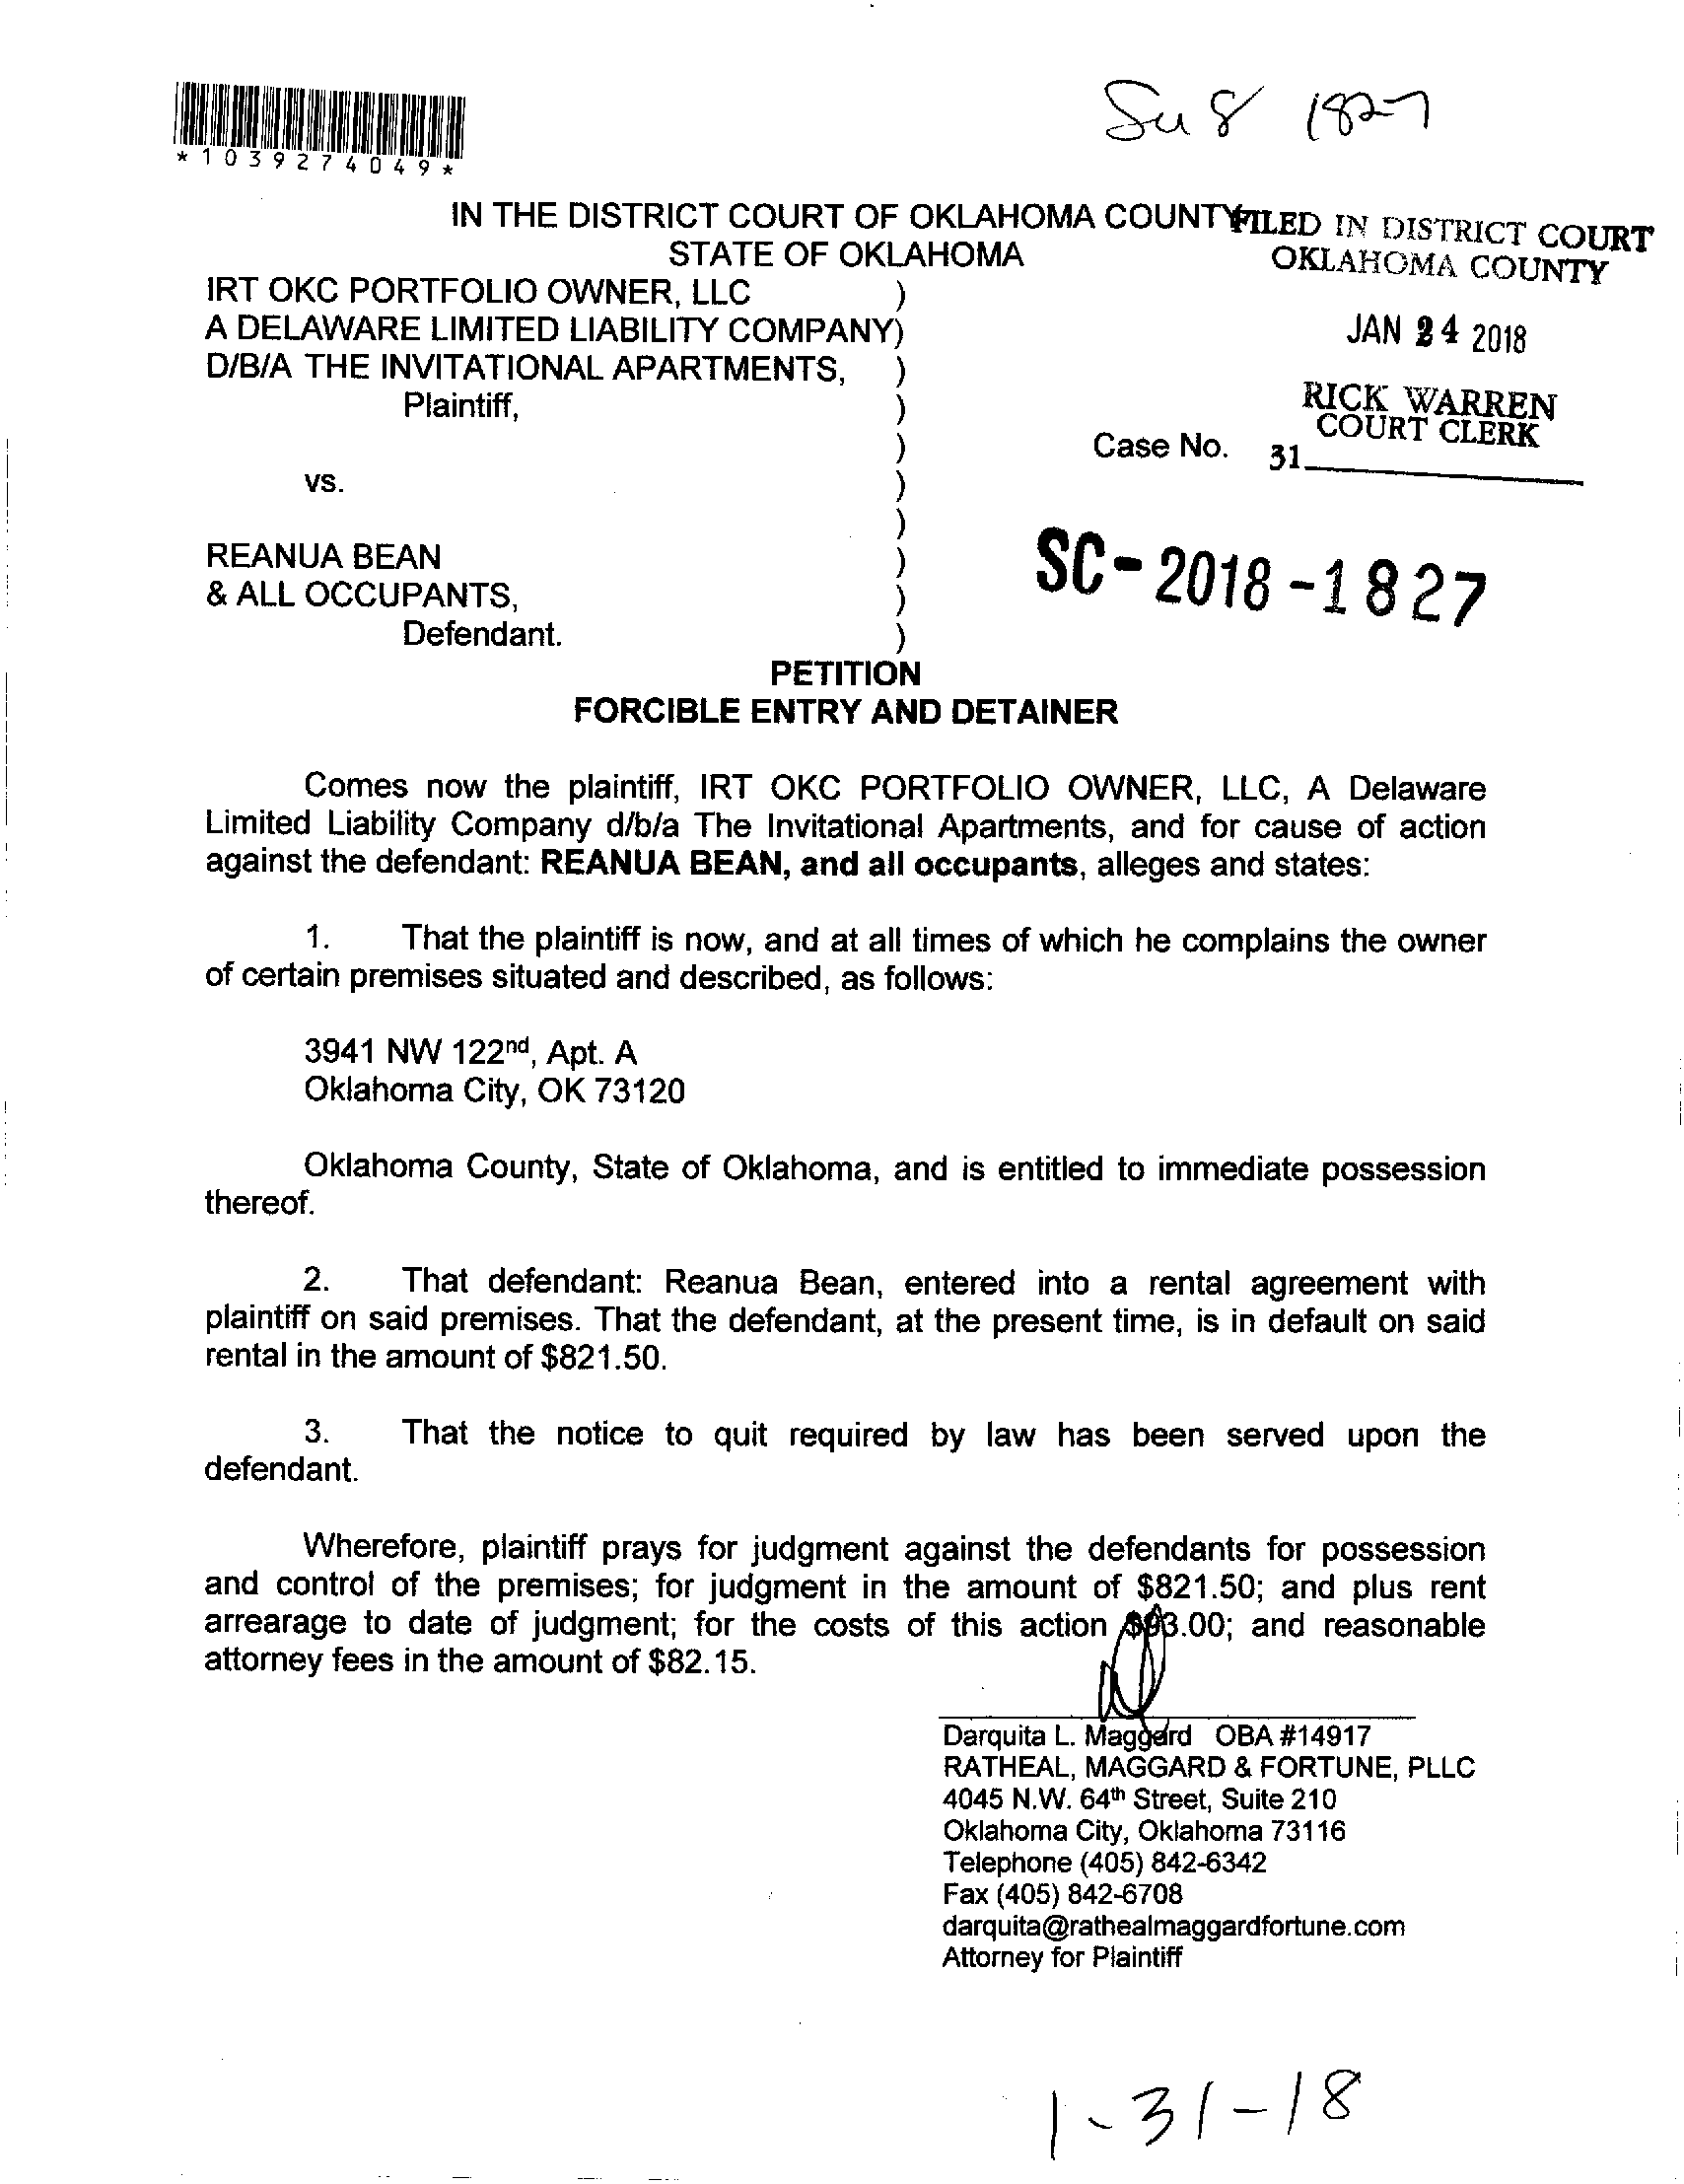 Su 8 1827
*1039274049*
IN THE DISTRICT COURT OF OKLAHOMA COUNTY
FILED IN DISTRICT COURT
STATE OF OKLAHOMA
OKLAHOMA COUNTY
IRT OKC PORTFOLIO OWNER, LLC )
A DELAWARE LIMITED LIABILITY COMPANY)
JAN 24 2018
D/B/A THE INVITATIONAL APARTMENTS, )
Plaintiff, )
RICK WARREN
COURT CLERK
) Case No. 31
vs. )
)
REANUA BEAN )
SC-2018-1827
& ALL OCCUPANTS, )
Defendant. )
PETITION
FORCIBLE ENTRY AND DETAINER
Comes now the plaintiff, IRT OKC PORTFOLIO OWNER, LLC, A Delaware
Limited Liability Company d/b/a The Invitational Apartments, and for cause of action
against the defendant: REANUA BEAN, and all occupants, alleges and states:
1. That the plaintiff is now, and at all times of which he complains the owner
of certain premises situated and described, as follows:
3941 NW 122nd, Apt. A
Oklahoma City, OK 73120
Oklahoma County, State of Oklahoma, and is entitled to immediate possession
thereof.
2. That defendant: Reanua Bean, entered into a rental agreement with
plaintiff on said premises. That the defendant, at the present time, is in default on said
rental in the amount of $821.50.
3. That the notice to quit required by law has been served upon the
defendant.
Wherefore, plaintiff prays for judgment against the defendants for possession
and control of the premises; for judgment in the amount of $821.50; and plus rent
arrearage to date of judgment; for the costs of this action $93.00; and reasonable
attorney fees in the amount of $82.15.
Darquita L. Maggard OBA #14917
RATHEAL, MAGGARD & FORTUNE, PLLC
4045 N.W. 64th Street, Suite 210
Oklahoma City, Oklahoma 73116
Telephone (405) 842-6342
Fax (405) 842-6708
darquita@rathealmaggardfortune.com
Attorney for Plaintiff
1-31-18